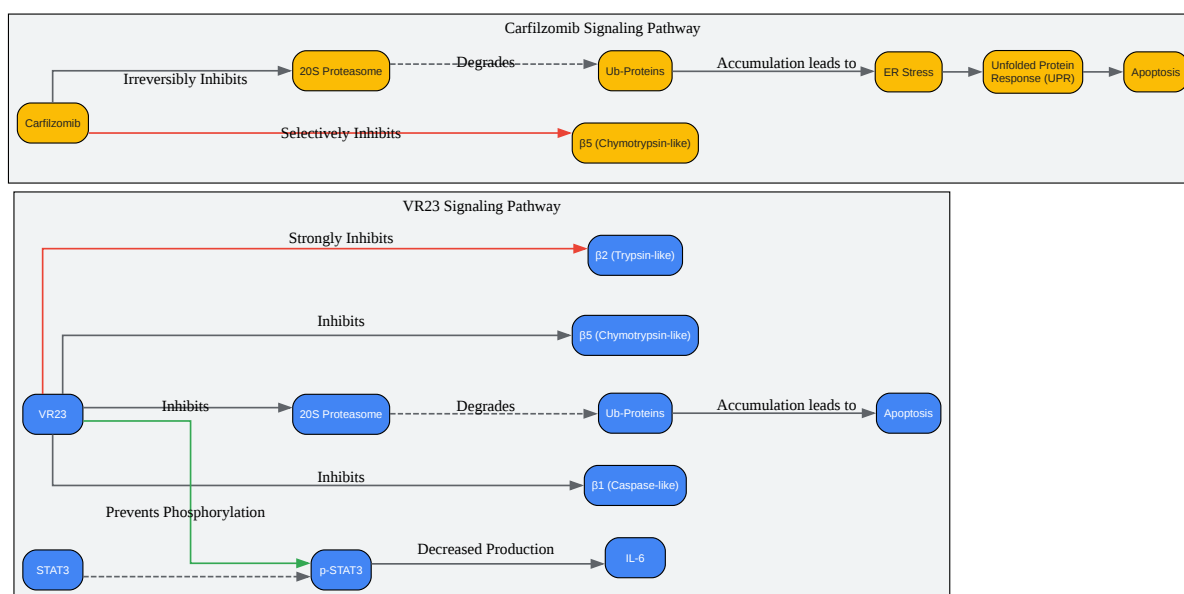 Carfilzomib Signaling Pathway
20S Proteasome
Degrades
Ub-Proteins
Accumulation leads to
ER Stress
Unfolded Protein
Response (UPR)
Apoptosis
Irreversibly Inhibits
Carfilzomib
Selectively Inhibits
β5 (Chymotrypsin-like)
VR23 Signaling Pathway
Strongly Inhibits
β2 (Trypsin-like)
Inhibits
β5 (Chymotrypsin-like)
VR23
Inhibits
20S Proteasome
Degrades
Ub-Proteins
Accumulation leads to
Apoptosis
Inhibits
β1 (Caspase-like)
Prevents Phosphorylation
STAT3
p-STAT3
Decreased Production
IL-6